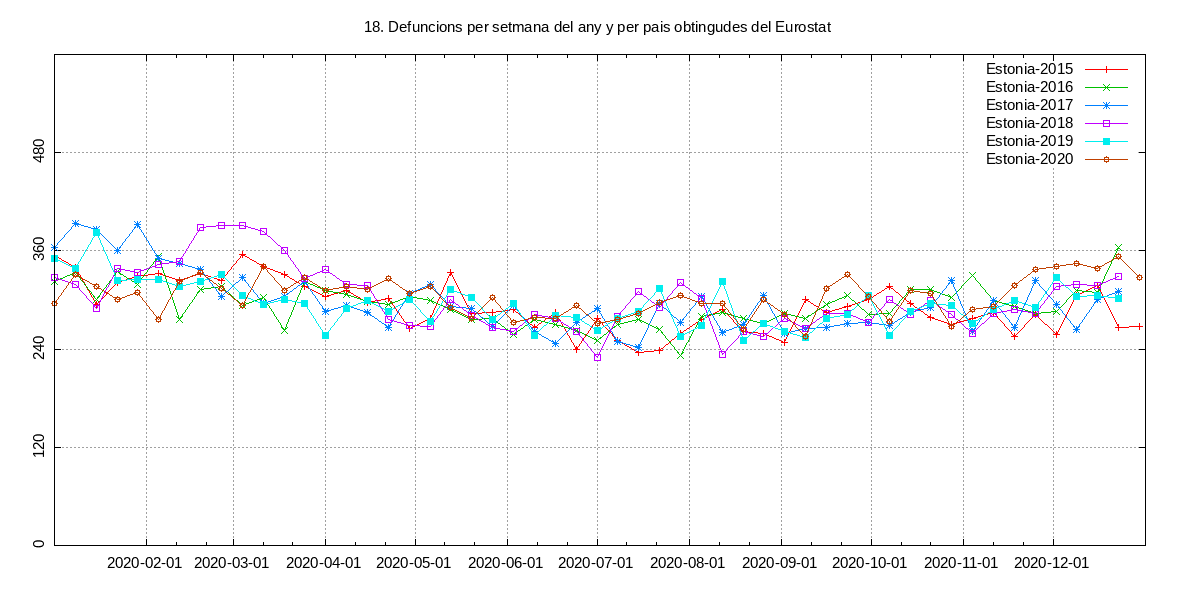 18. Defuncions per setmana del any y per pais obtingudes del Eurostat
Estonia-2015
Estonia-2016
Estonia-2017
Estonia-2018
Estonia-2019
Estonia-2020
480
360
240
120
0
2020-02-01 2020-03-01 2020-04-01 2020-05-01 2020-06-01 2020-07-01 2020-08-01 2020-09-01 2020-10-01 2020-11-01 2020-12-01